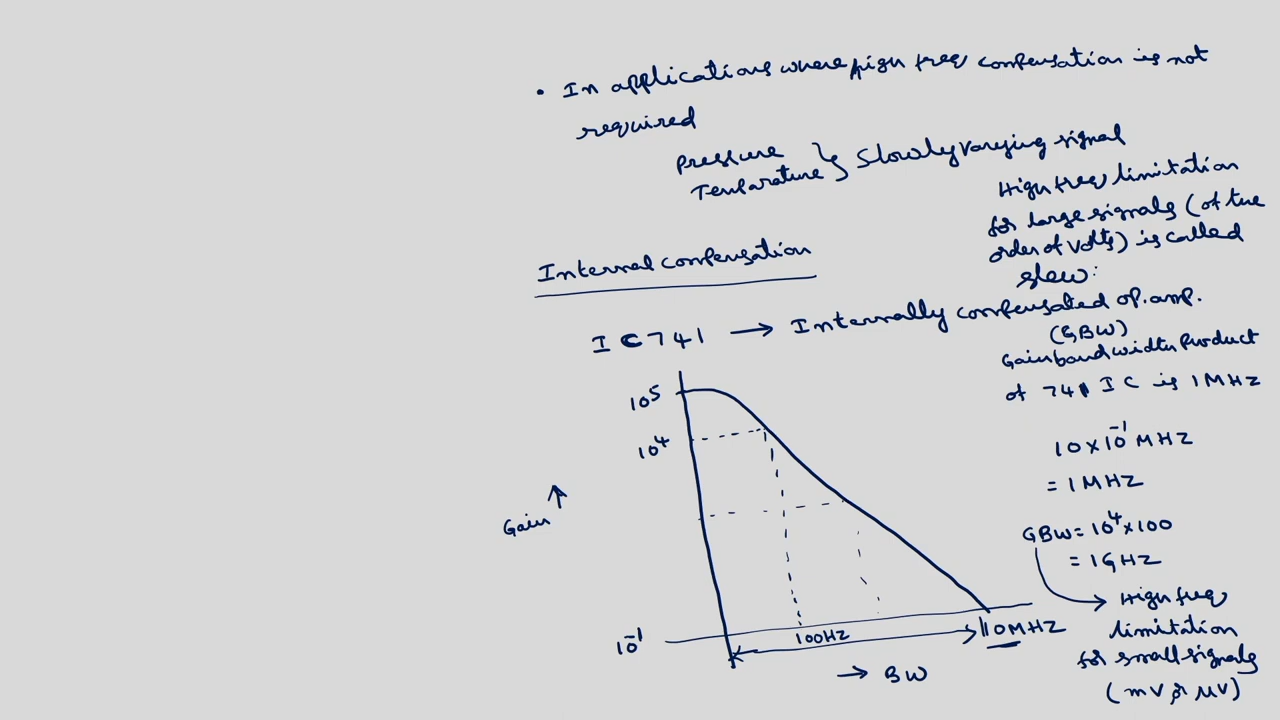 • In applications where high freq compensation is not
required
Pressure
Temparature } Slowly varying signal
High freq limitation
for large signals (of the
order of volts) is called
slew:
Internal compensation
IC741 → Internally compensated op.amp.
(GBW)
Gain bandwidth Product
of 741 IC is 1MHZ
10⁵
10⁴
Gain ↑
10⁻¹
100HZ
10MHZ
→ BW
10×10⁻¹ MHZ
= 1MHZ
GBW = 10⁴×100
= 1GHZ
High freq
limitation
for small signals
(mV or μV)